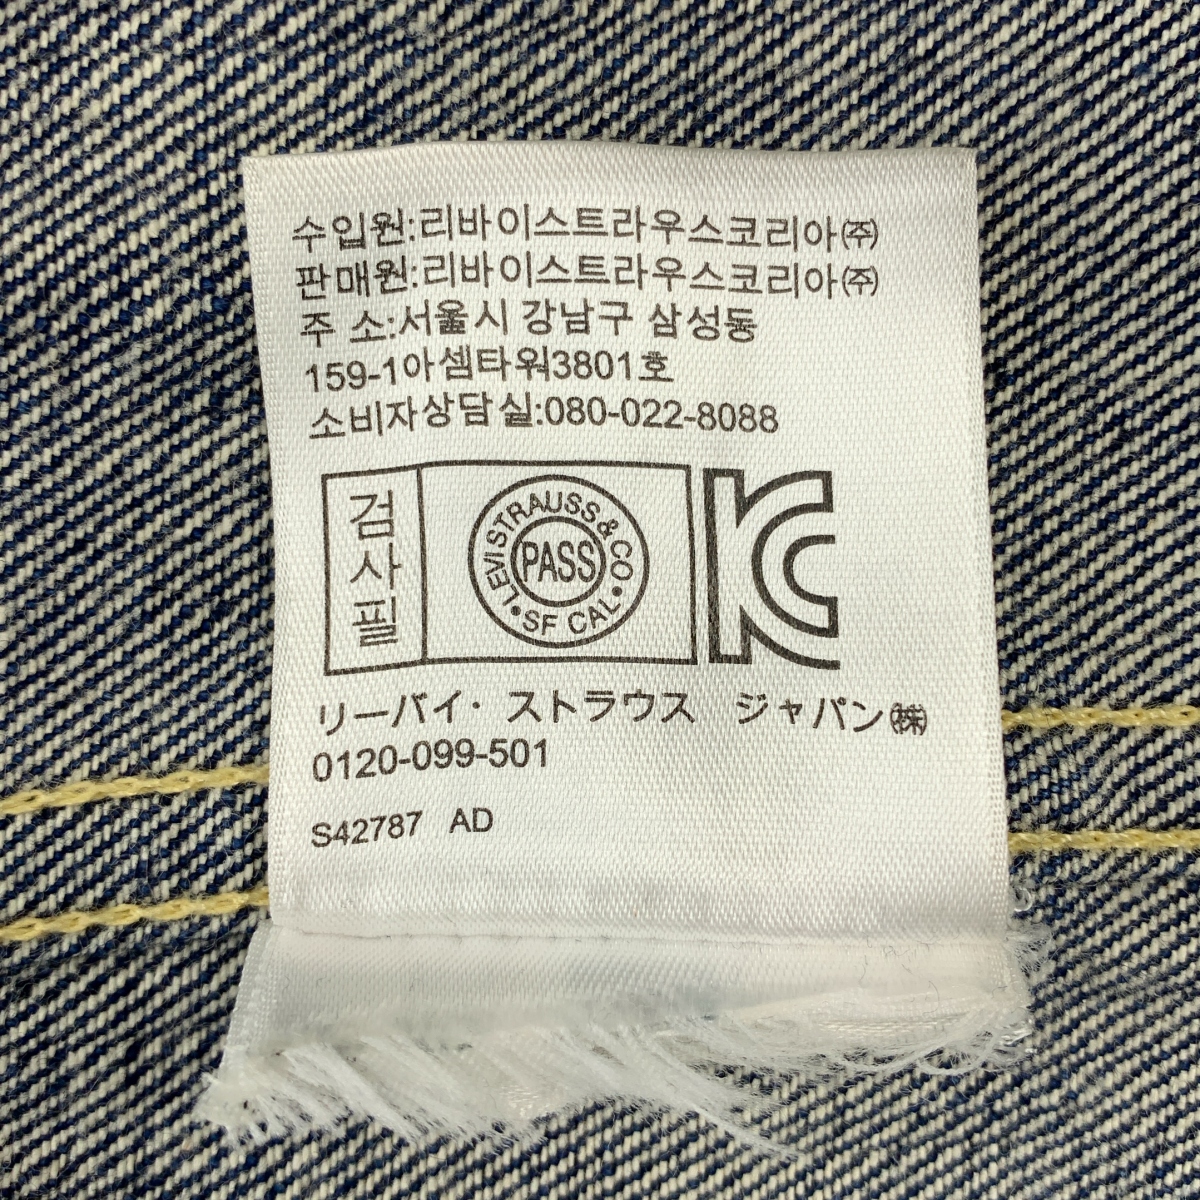 수입원:리바이스트라우스코리아㈜
판매원:리바이스트라우스코리아㈜
주 소:서울시 강남구 삼성동
159-1아셈타워3801호
소비자상담실:080-022-8088
검사필
LEVI STRAUSS & CO
PASS
SF CAL
KC
リーバイ・ ストラウス ジャパン㈱
0120-099-501
S42787 AD